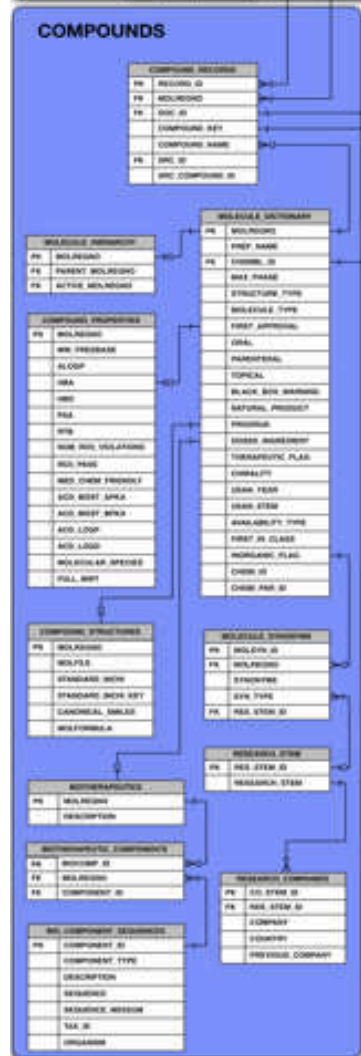 COMPOUNDS
COMPOUND_RECORDS
PK RECORD_ID
FK MOLREGNO
FK DOC_ID
COMPOUND_KEY
COMPOUND_NAME
FK SRC_ID
SRC_COMPOUND_ID
MOLECULE_DICTIONARY
PK MOLREGNO
PREF_NAME
FK CHEMBL_ID
MAX_PHASE
STRUCTURE_TYPE
MOLECULE_TYPE
FIRST_APPROVAL
ORAL
PARENTERAL
TOPICAL
BLACK_BOX_WARNING
NATURAL_PRODUCT
PRODRUG
DOSED_INGREDIENT
THERAPEUTIC_FLAG
CHIRALITY
USAN_YEAR
USAN_STEM
AVAILABILITY_TYPE
FIRST_IN_CLASS
INORGANIC_FLAG
CHEBI_ID
CHEBI_PAR_ID
MOLECULE_HIERARCHY
MOLREGNO
FK PARENT_MOLREGNO
FK ACTIVE_MOLREGNO
COMPOUND_PROPERTIES
MOLREGNO
MW_FREEBASE
ALOGP
HBA
HBD
PSA
RTB
NUM_RO5_VIOLATIONS
RO3_PASS
MED_CHEM_FRIENDLY
ACD_MOST_APKA
ACD_MOST_BPKA
ACD_LOGP
ACD_LOGD
MOLECULAR_SPECIES
FULL_MWT
COMPOUND_STRUCTURES
MOLREGNO
MOLFILE
STANDARD_INCHI
STANDARD_INCHI_KEY
CANONICAL_SMILES
MOLFORMULA
MOLECULE_SYNONYMS
PK MOLSYN_ID
FK MOLREGNO
SYNONYMS
SYN_TYPE
FK RES_STEM_ID
RESEARCH_STEM
PK RES_STEM_ID
RESEARCH_STEM
BIOTHERAPEUTICS
MOLREGNO
DESCRIPTION
BIOTHERAPEUTIC_COMPONENTS
PK BIOCOMP_ID
FK MOLREGNO
FK COMPONENT_ID
RESEARCH_COMPANIES
PK CO_STEM_ID
FK RES_STEM_ID
COMPANY
COUNTRY
PREVIOUS_COMPANY
BIO_COMPONENT_SEQUENCES
PK COMPONENT_ID
COMPONENT_TYPE
DESCRIPTION
SEQUENCE
SEQUENCE_MD5SUM
TAX_ID
ORGANISM